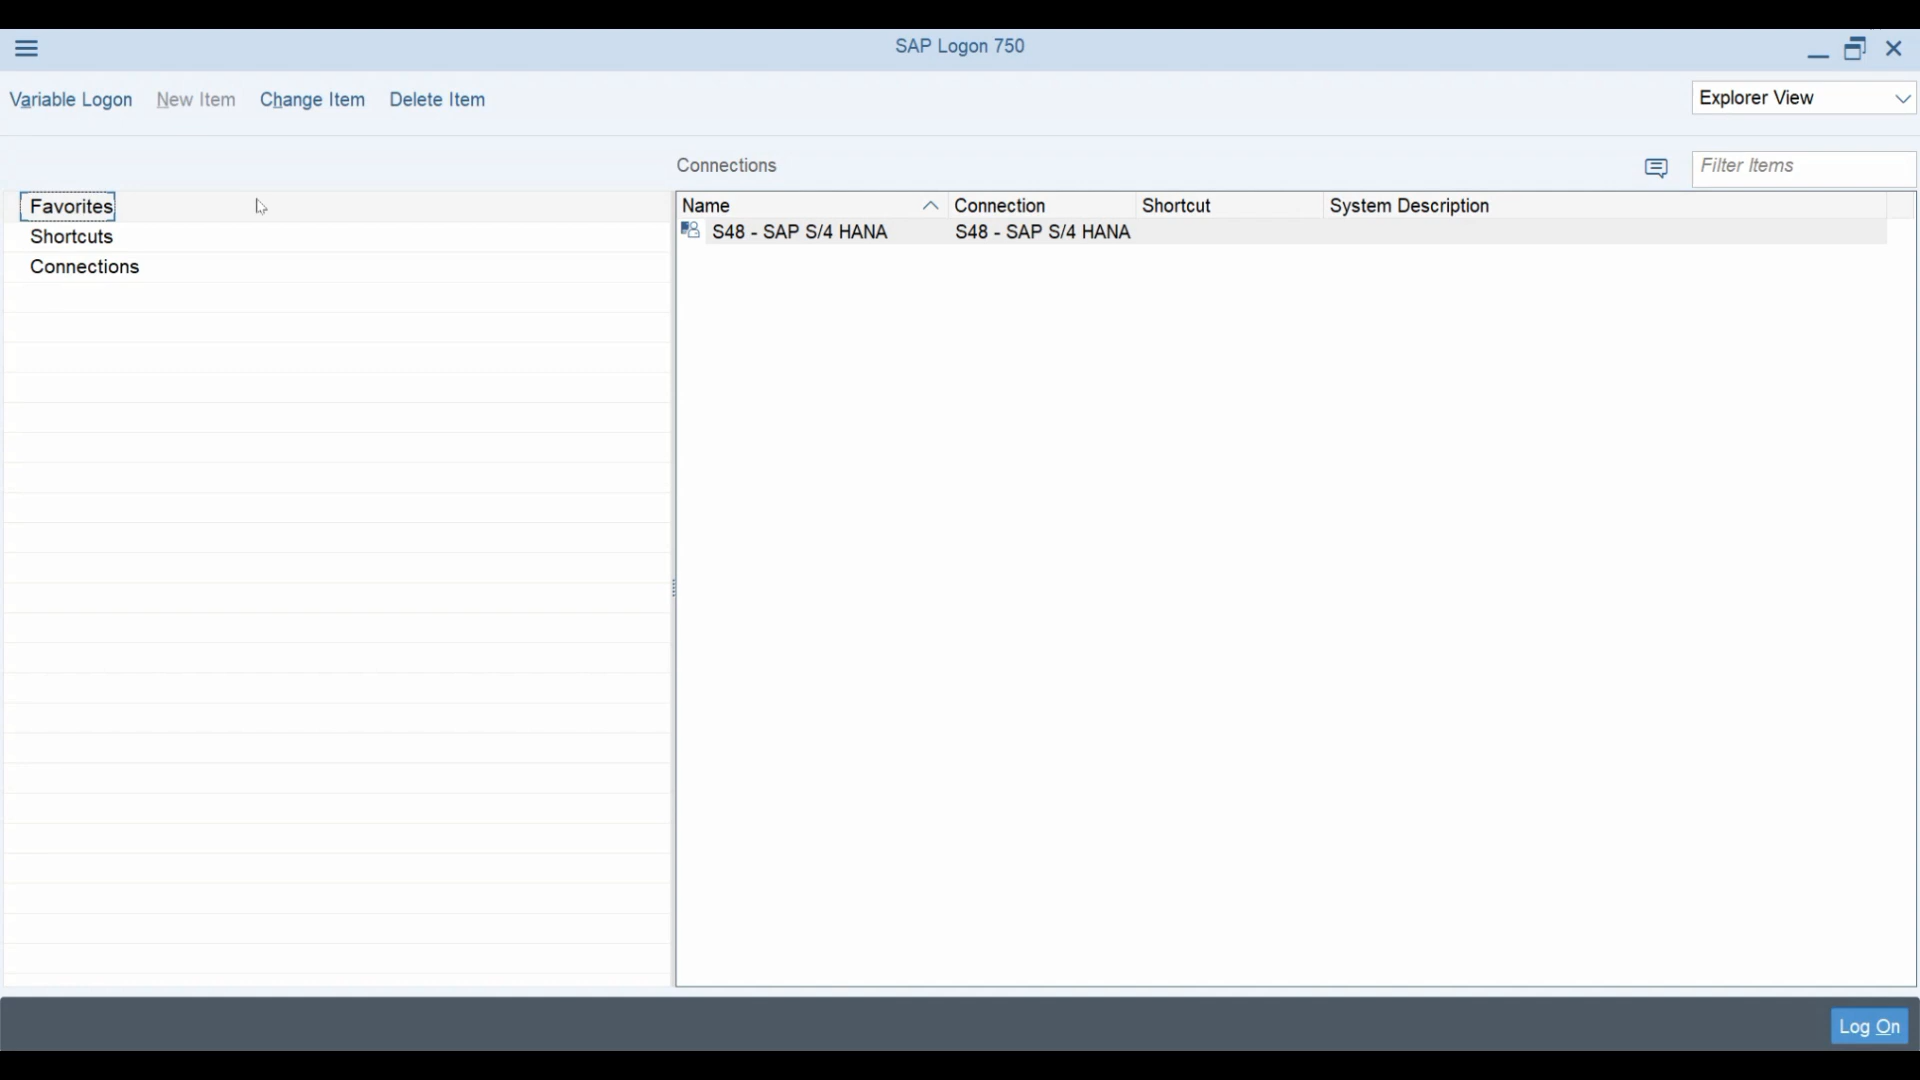 SAP Logon 750
Variable Logon New Item Change Item Delete Item Explorer View
Connections Filter Items
Favorites
Shortcuts
Connections
Name Connection Shortcut System Description
S48 - SAP S/4 HANA S48 - SAP S/4 HANA
Log On